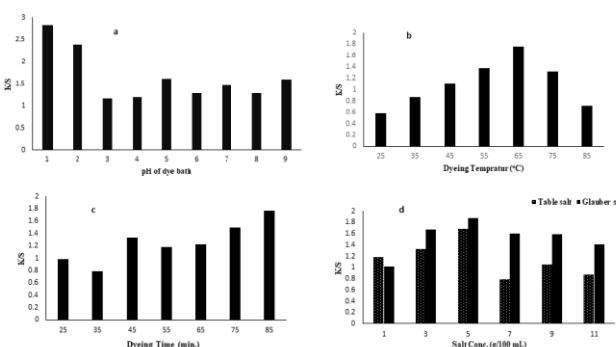 a
3
2.5
2
1.5
1
0.5
0
K/S
1 2 3 4 5 6 7 8 9
pH of dye bath
b
2
1.8
1.6
1.4
1.2
1
0.8
0.6
0.4
0.2
0
K/S
25 35 45 55 65 75 85
Dyeing Tempratur (°C)
c
2
1.8
1.6
1.4
1.2
1
0.8
0.6
0.4
0.2
0
K/S
25 35 45 55 65 75 85
Dyeing Time (min.)
Table salt Glauber s
d
2
1.8
1.6
1.4
1.2
1
0.8
0.6
0.4
0.2
0
K/S
1 3 5 7 9 11
Salt Conc. (g/100 mL)